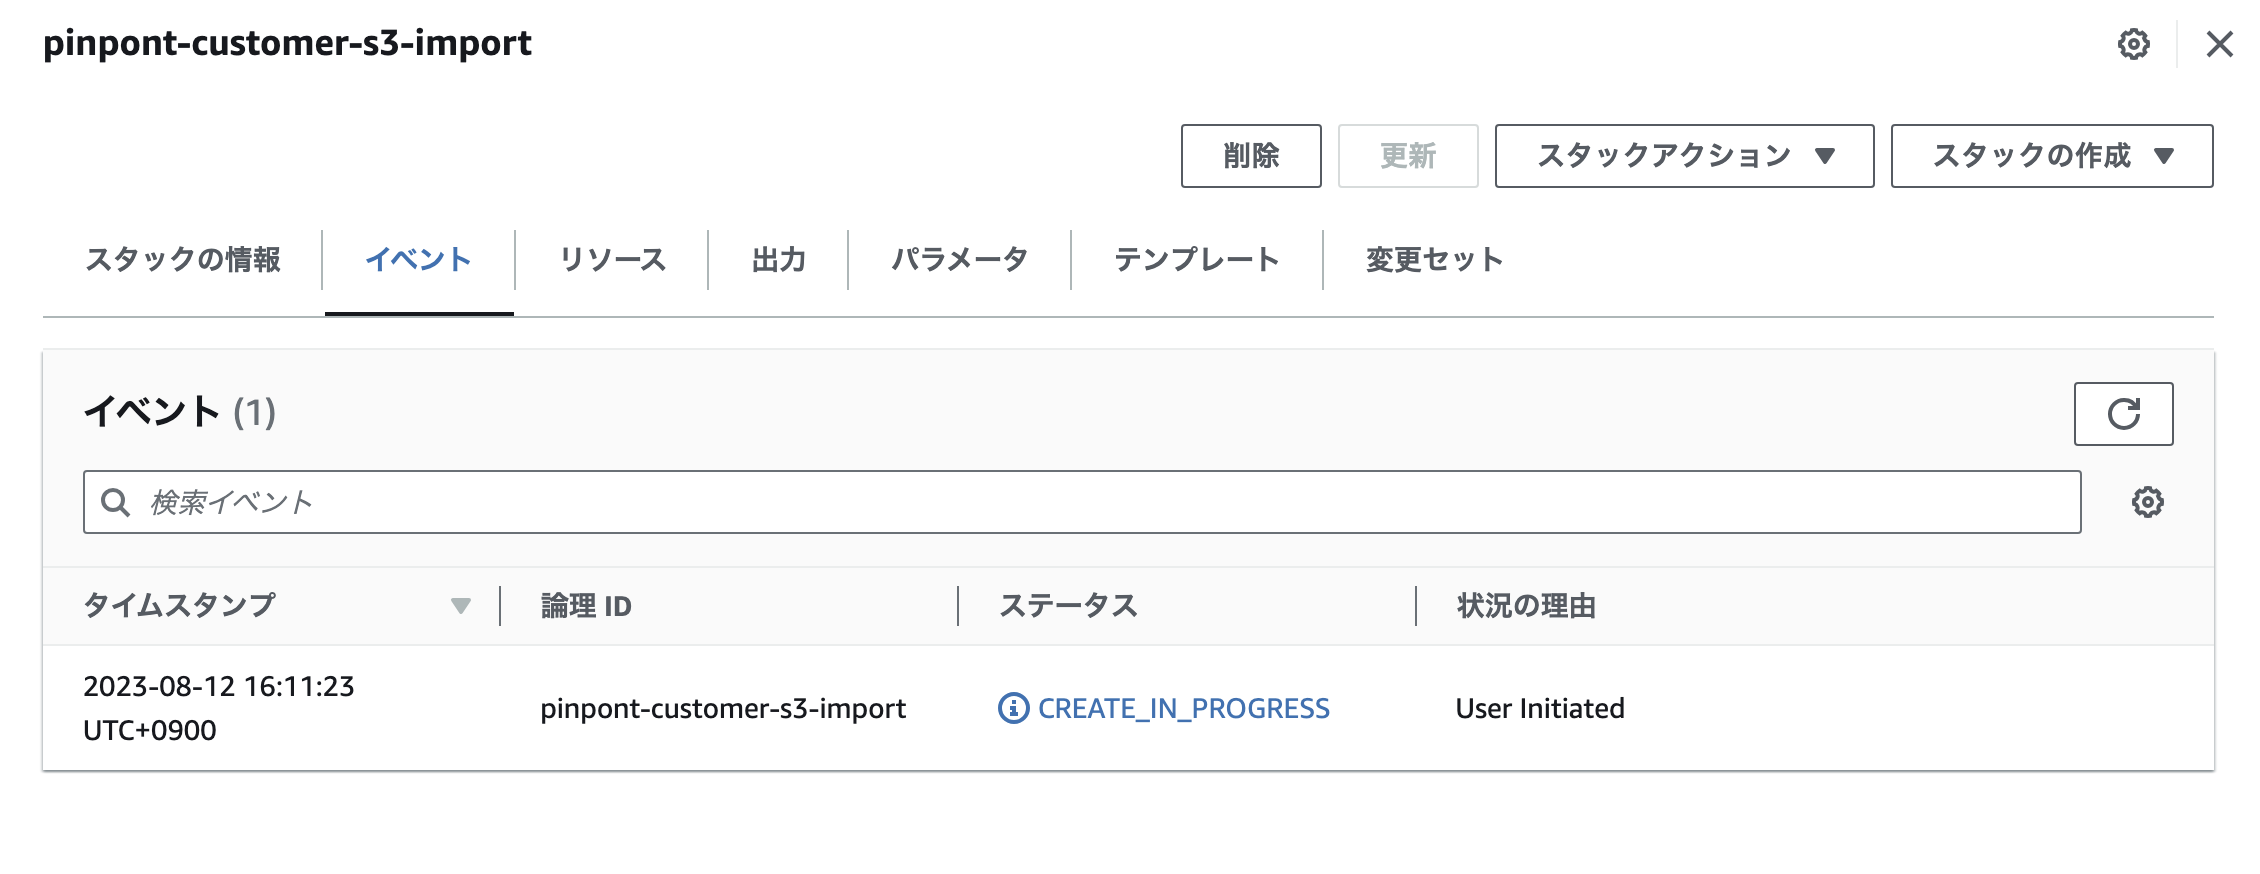 pinpont-customer-s3-import
削除 更新 スタックアクション スタックの作成
スタックの情報 イベント リソース 出力 パラメータ テンプレート 変更セット
イベント (1)
検索イベント
タイムスタンプ 論理 ID ステータス 状況の理由
2023-08-12 16:11:23
UTC+0900
pinpont-customer-s3-import CREATE_IN_PROGRESS User Initiated